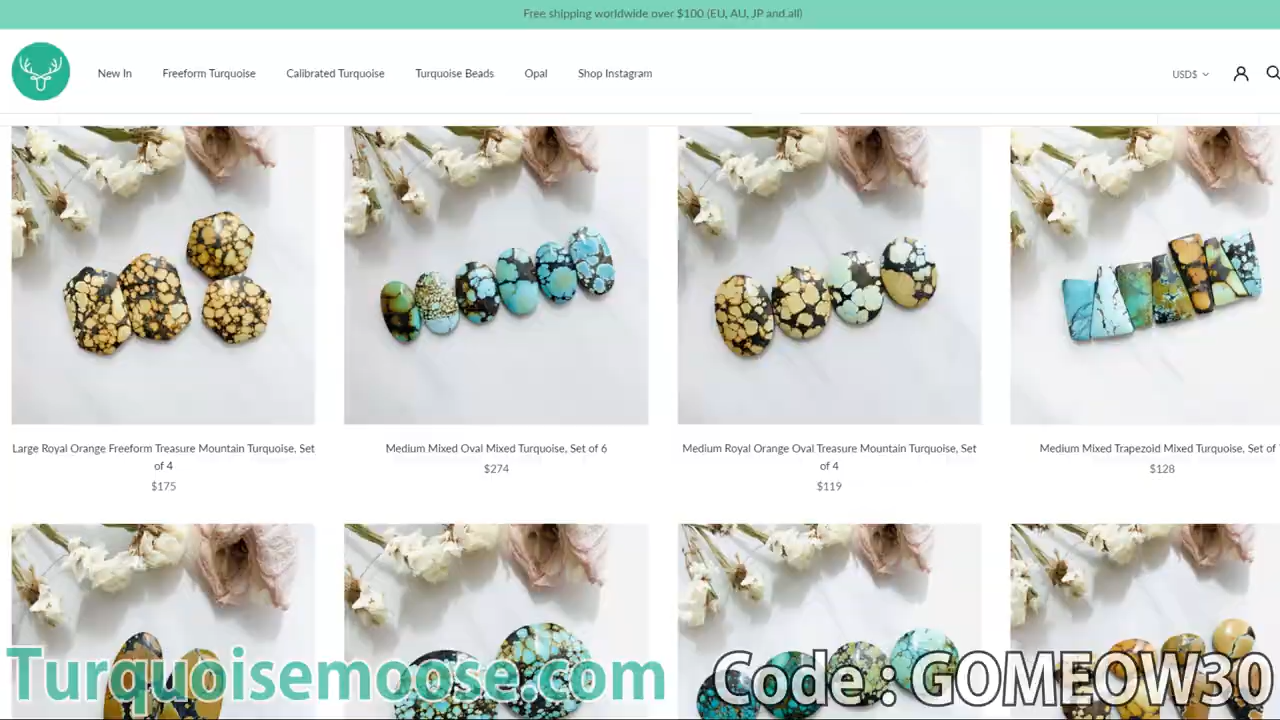 Free shipping worldwide over $100 (EU, AU, JP and all)
New In
Freeform Turquoise
Calibrated Turquoise
Turquoise Beads
Opal
Shop Instagram
USD$
Large Royal Orange Freeform Treasure Mountain Turquoise, Set
of 4
$175
Medium Mixed Oval Mixed Turquoise, Set of 6
$274
Medium Royal Orange Oval Treasure Mountain Turquoise, Set
of 4
$119
Medium Mixed Trapezoid Mixed Turquoise, Set of
$128
Turquoisemoose.com
Code : GOMEOW30